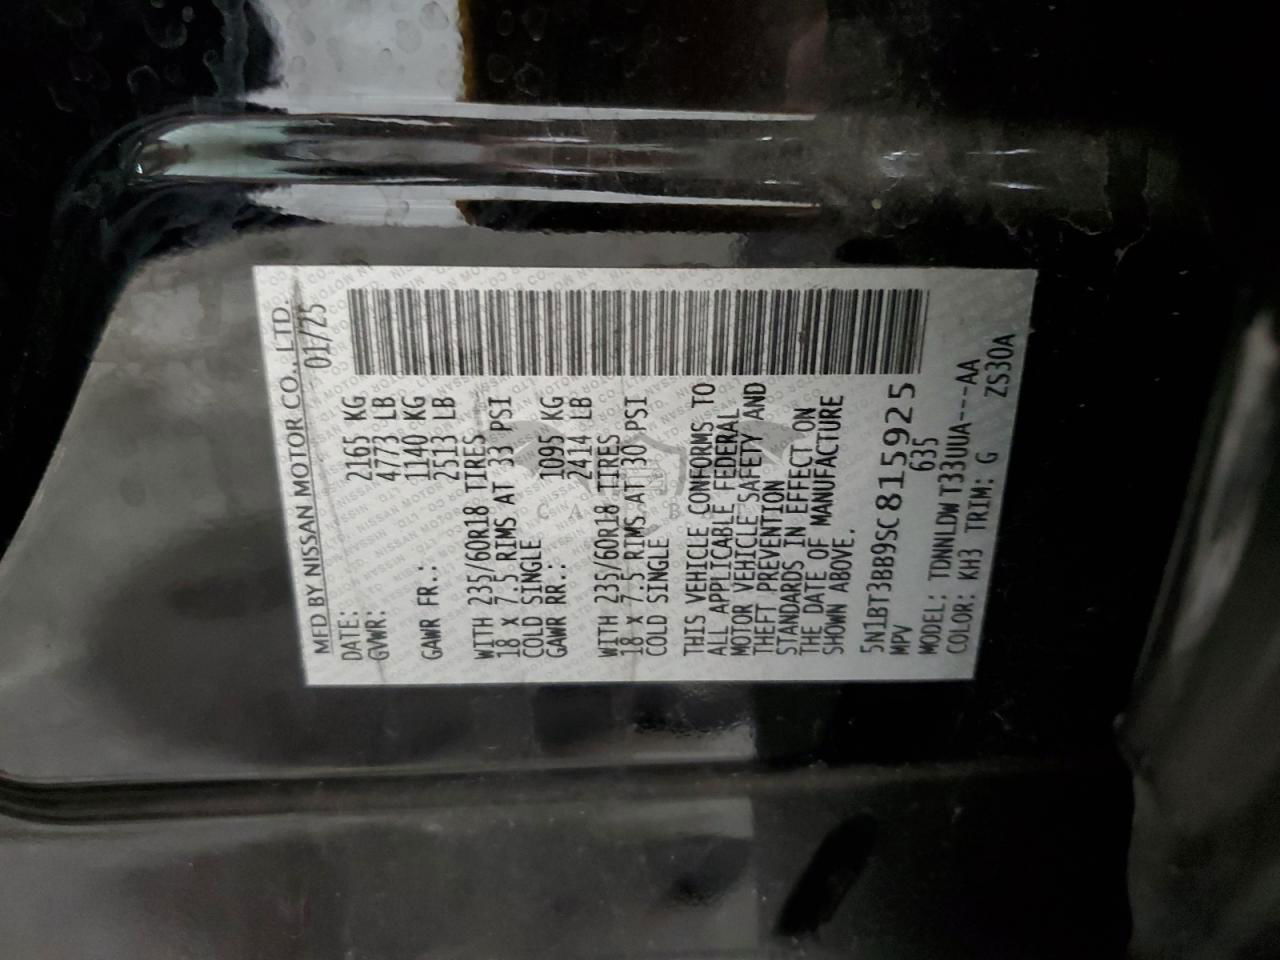 MFD BY NISSAN MOTOR CO., LTD.
DATE: 01/25
GVWR: 2165 KG
4773 LB
GAWR FR.: 1140 KG
2513 LB
WITH 235/60R18 TIRES
18 X 7.5 RIMS AT 33 PSI
COLD SINGLE
GAWR RR.: 1095 KG
2414 LB
WITH 235/60R18 TIRES
18 X 7.5 RIMS AT 30 PSI
COLD SINGLE
THIS VEHICLE CONFORMS TO
ALL APPLICABLE FEDERAL
MOTOR VEHICLE SAFETY AND
THEFT PREVENTION
STANDARDS IN EFFECT ON
THE DATE OF MANUFACTURE
SHOWN ABOVE.
5N1BT3BB9SC815925
MPV 635
MODEL: TDNNLDWT33UUA---AA
COLOR: KH3 TRIM: G ZS30A